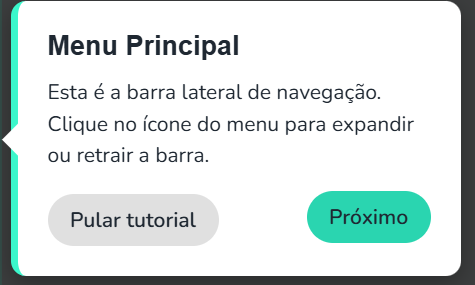 Menu Principal
Esta é a barra lateral de navegação.
Clique no ícone do menu para expandir
ou retrair a barra.
Pular tutorial
Próximo